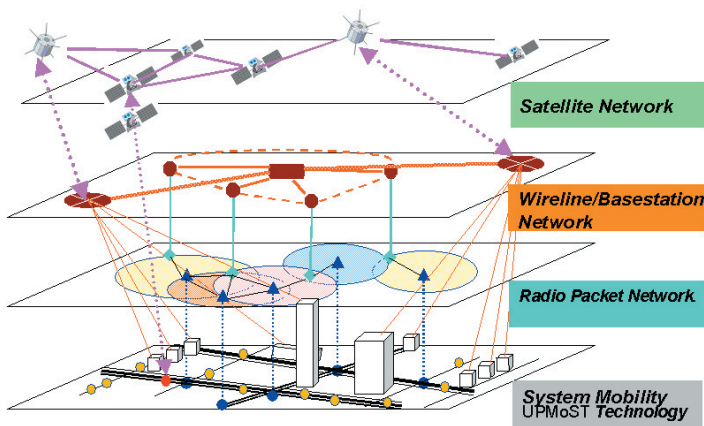 Satellite Network
Wireline/Basestation
Network
Radio Packet Network
System Mobility
UPMoST Technology